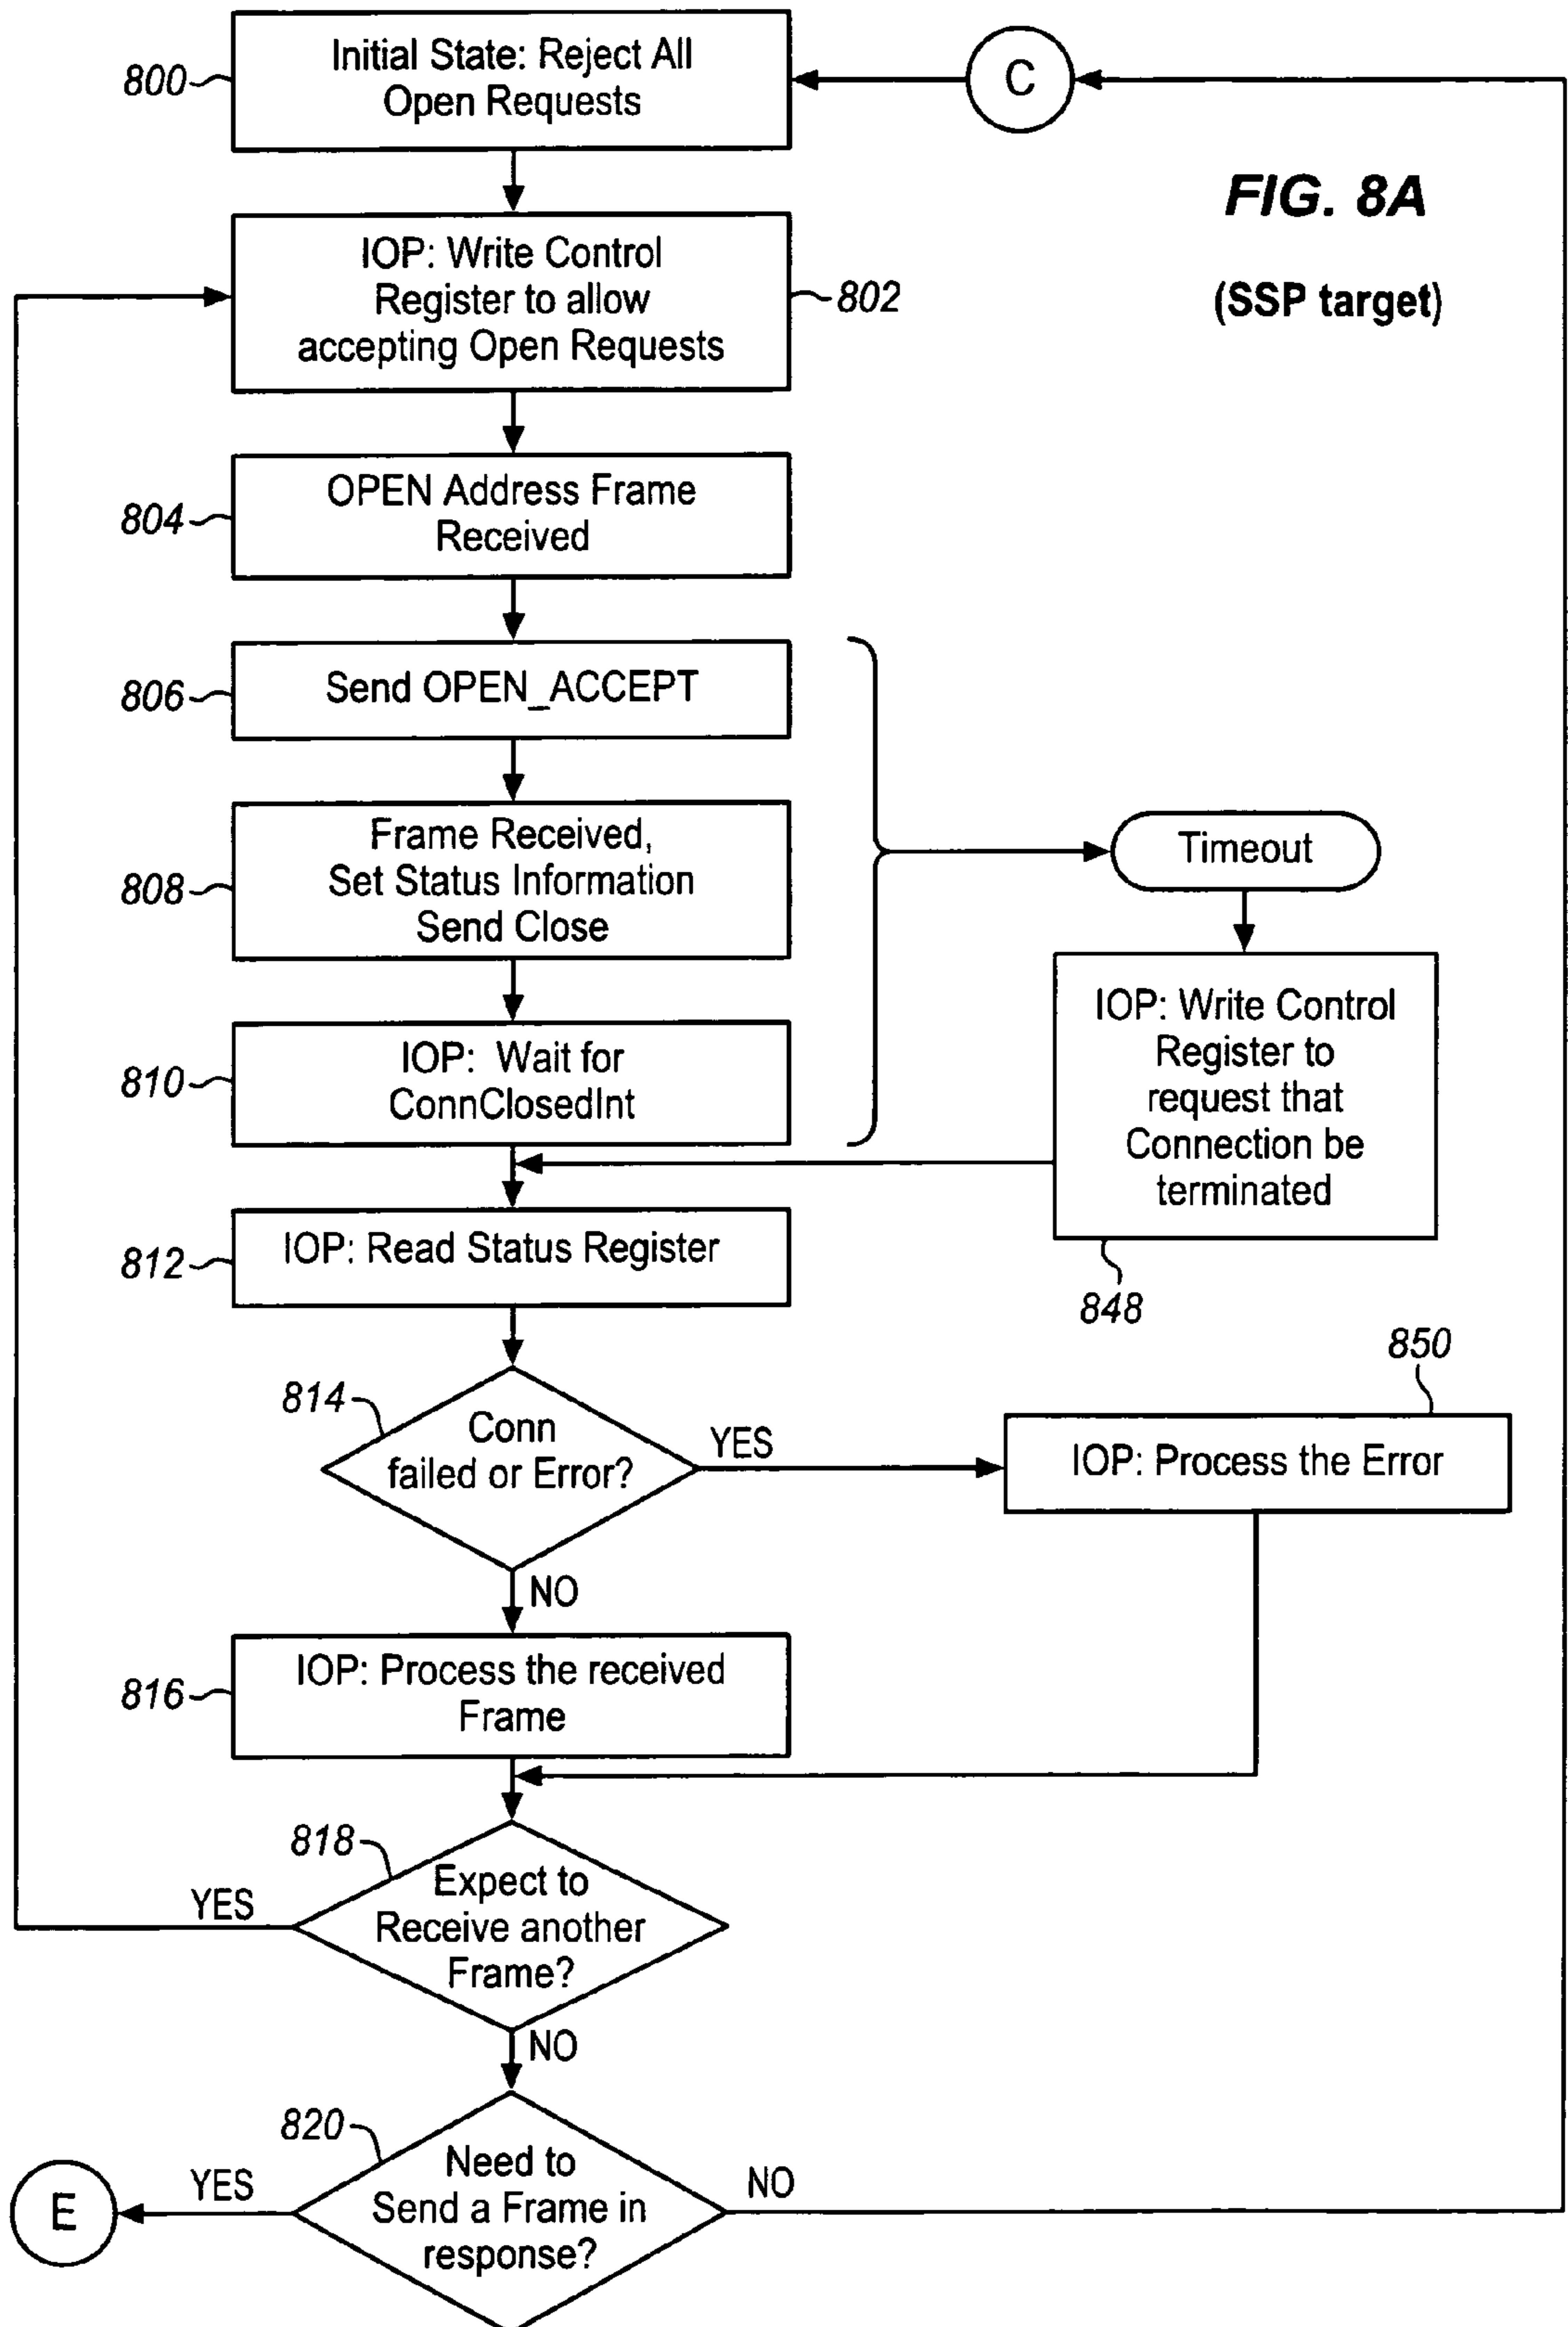 800
Initial State: Reject All
Open Requests
C
FIG. 8A
(SSP target)
IOP: Write Control
Register to allow
accepting Open Requests
802
804
OPEN Address Frame
Received
806
Send OPEN_ACCEPT
808
Frame Received,
Set Status Information
Send Close
Timeout
810
IOP: Wait for
ConnClosedInt
IOP: Write Control
Register to
request that
Connection be
terminated
848
812
IOP: Read Status Register
814
Conn
failed or Error?
YES
850
IOP: Process the Error
NO
816
IOP: Process the received
Frame
818
Expect to
Receive another
Frame?
YES
NO
820
Need to
Send a Frame in
response?
YES
NO
E